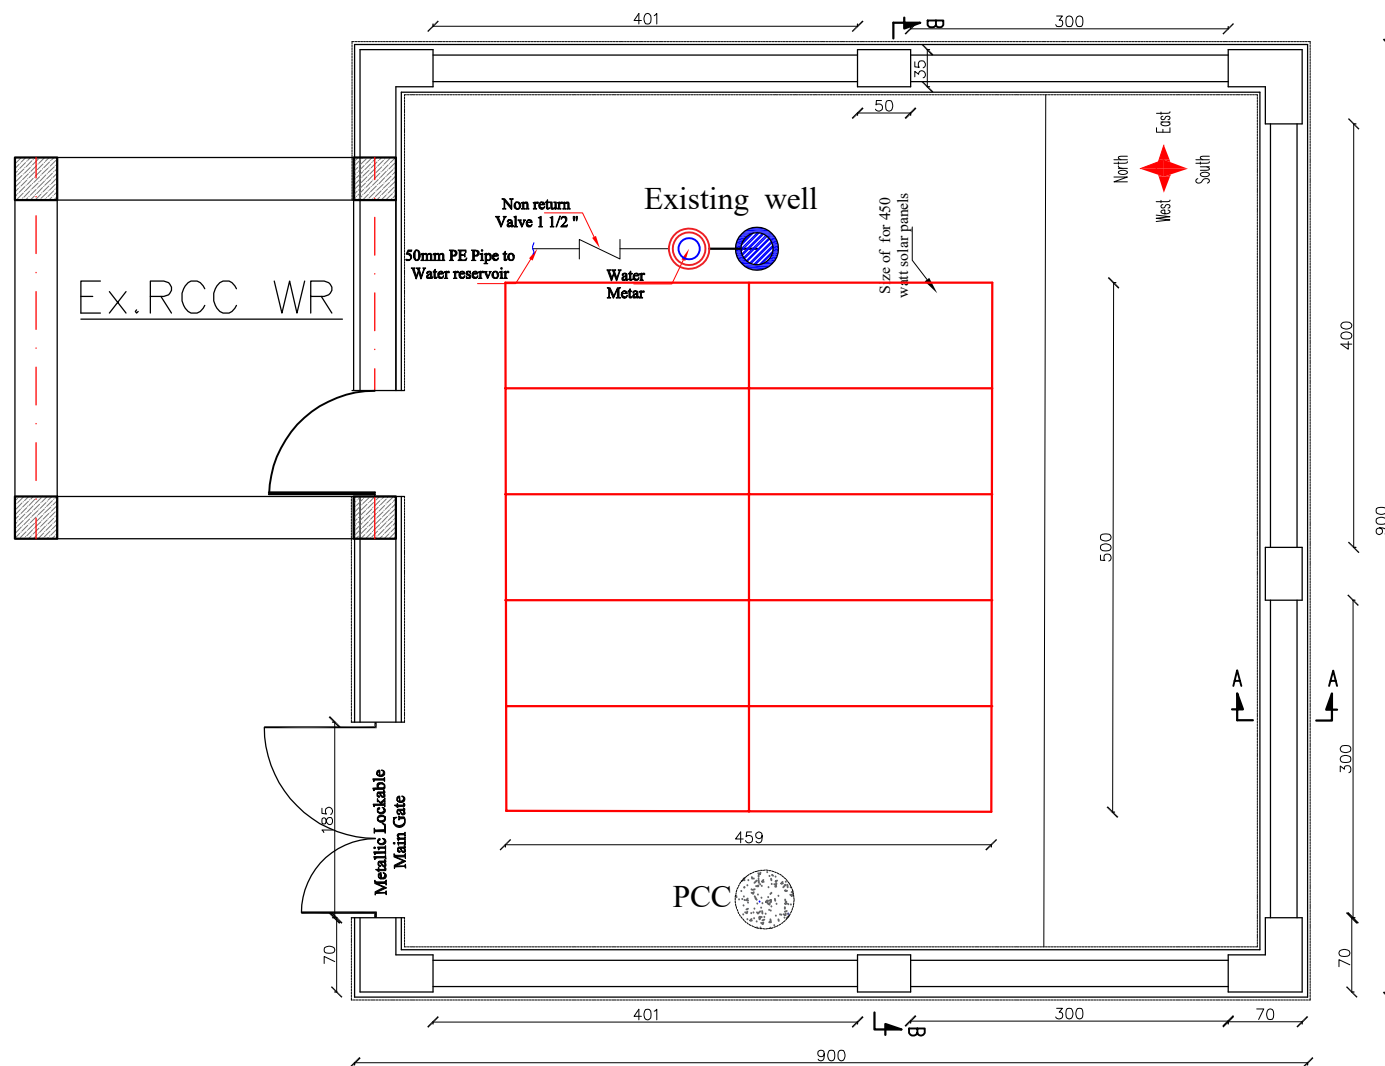 401
B
300
35
50
East
North
South
West
Existing well
Non return
Valve 1 1/2 "
50mm PE Pipe to
Water reservoir
Water
Metar
Size of for 450
watt solar panels
Ex.RCC WR
400
900
500
A
A
300
185
Metallic Lockable
Main Gate
459
PCC
70
70
401
B
300
70
900